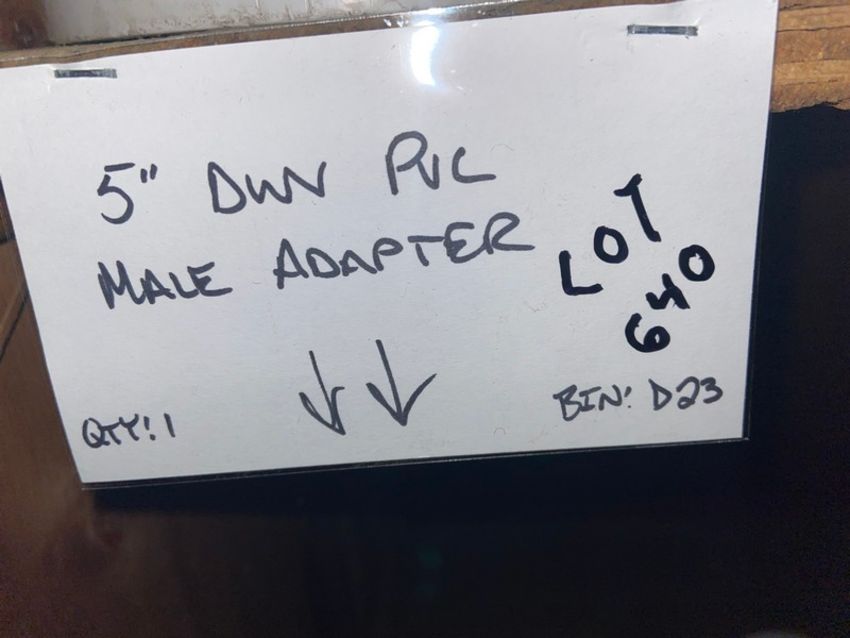 5" DWV PVC
MALE ADAPTER
LOT
640
QTY: 1
BIN: D23